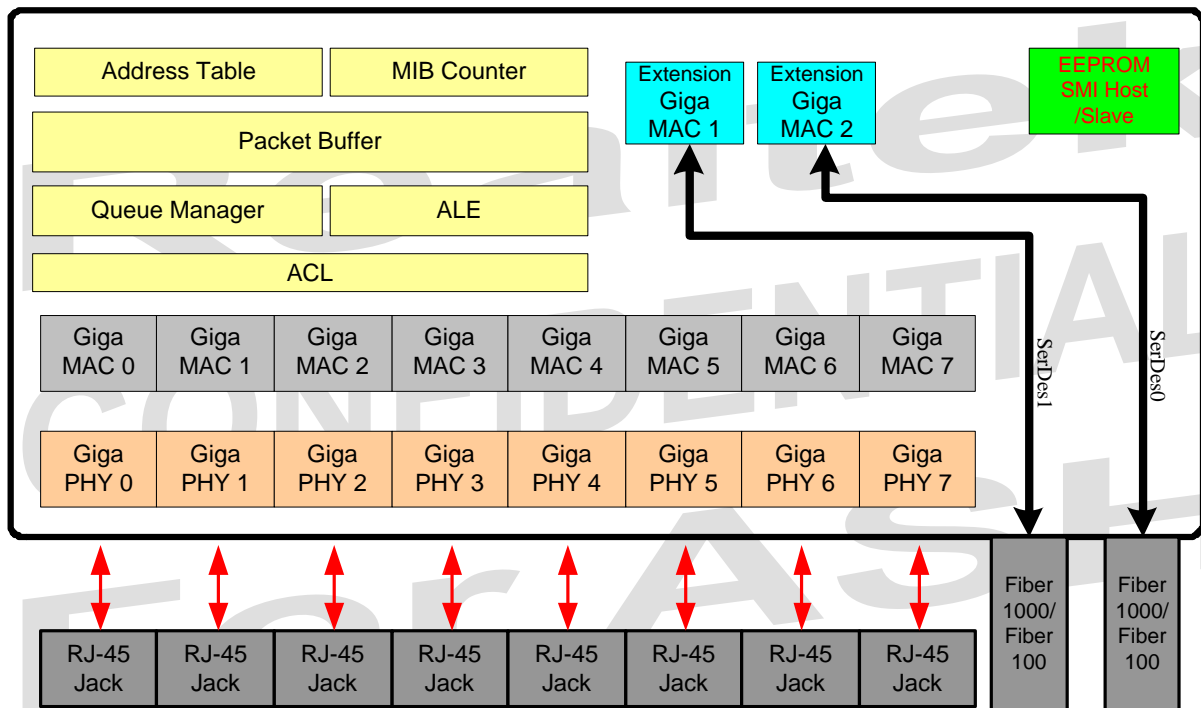 Address Table
MIB Counter
Extension
Giga
MAC 1
Extension
Giga
MAC 2
EEPROM
SMI Host
/Slave
Packet Buffer
Queue Manager
ALE
ACL
Giga
MAC 0
Giga
MAC 1
Giga
MAC 2
Giga
MAC 3
Giga
MAC 4
Giga
MAC 5
Giga
MAC 6
Giga
MAC 7
SerDes1
SerDes0
Giga
PHY 0
Giga
PHY 1
Giga
PHY 2
Giga
PHY 3
Giga
PHY 4
Giga
PHY 5
Giga
PHY 6
Giga
PHY 7
RJ-45
Jack
RJ-45
Jack
RJ-45
Jack
RJ-45
Jack
RJ-45
Jack
RJ-45
Jack
RJ-45
Jack
RJ-45
Jack
Fiber
1000/
Fiber
100
Fiber
1000/
Fiber
100
Realtek
CONFIDENTIAL
For